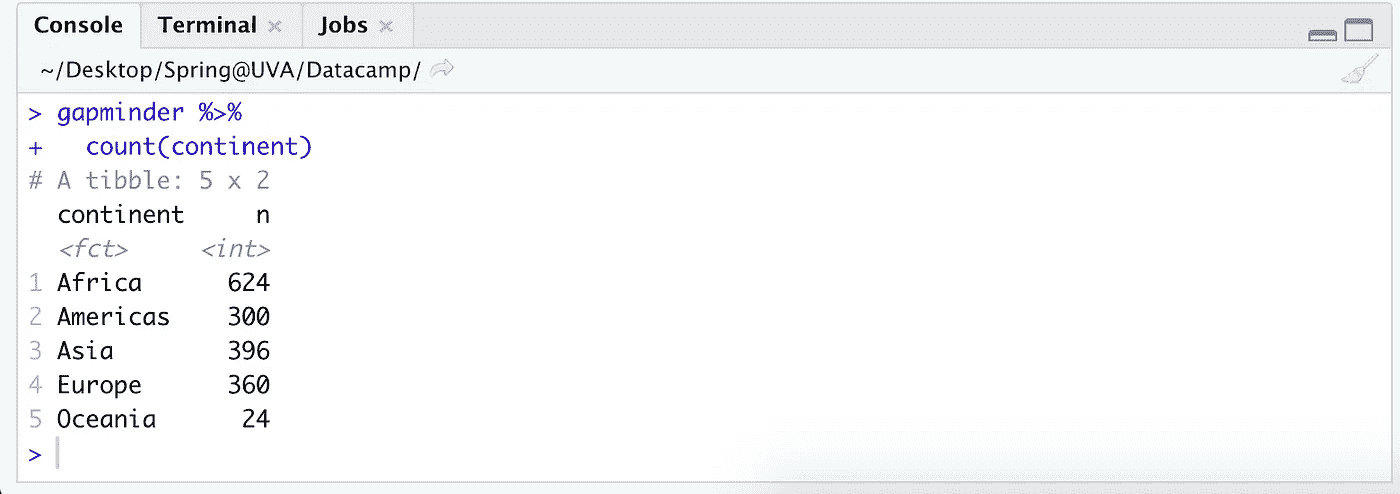 Console Terminal × Jobs ×
~/Desktop/Spring@UVA/Datacamp/
> gapminder %>%
+   count(continent)
# A tibble: 5 x 2
  continent     n
  <fct>     <int>
1 Africa      624
2 Americas    300
3 Asia        396
4 Europe      360
5 Oceania      24
>